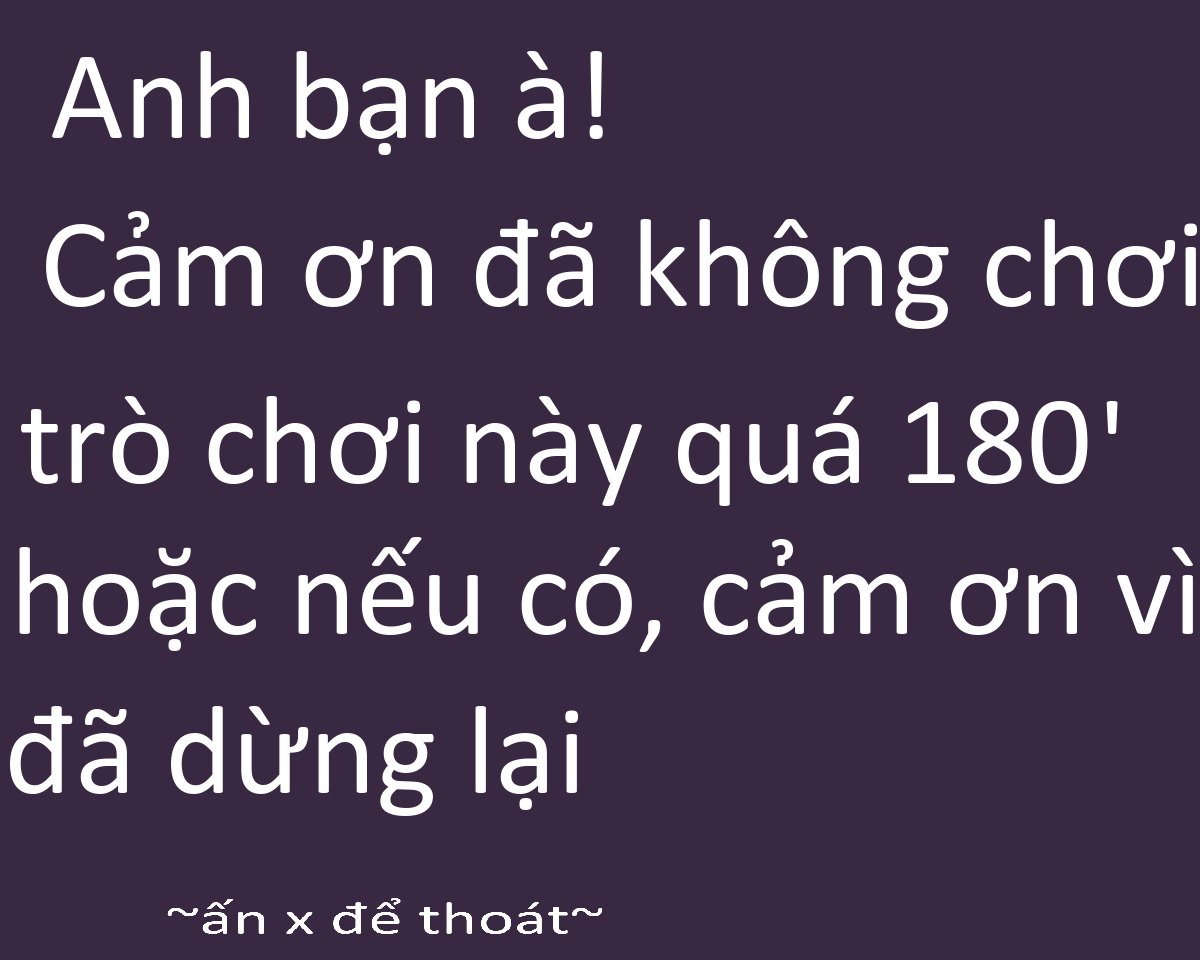 Anh bạn à!
Cảm ơn đã không chơi
trò chơi này quá 180'
hoặc nếu có, cảm ơn vì
đã dừng lại
~ấn x để thoát~